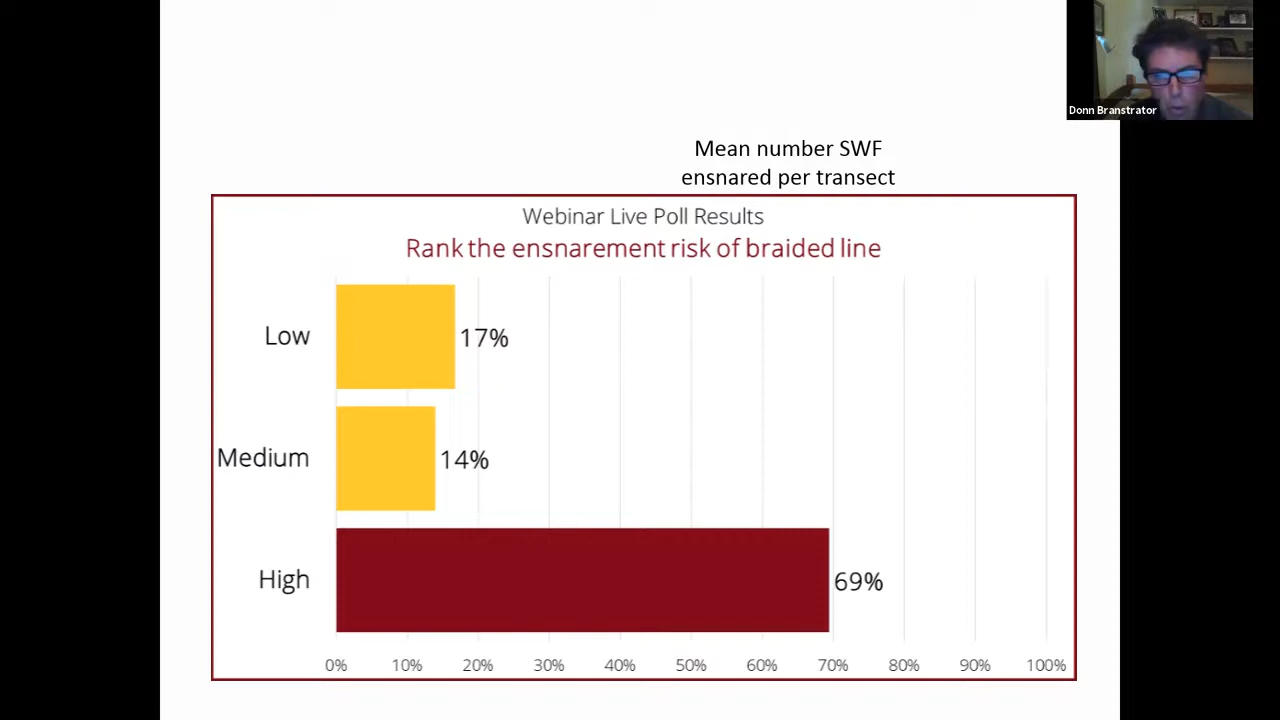 Donn Branstrator
Mean number SWF
ensnared per transect
Webinar Live Poll Results
Rank the ensnarement risk of braided line
Low
17%
Medium
14%
High
69%
0% 10% 20% 30% 40% 50% 60% 70% 80% 90% 100%